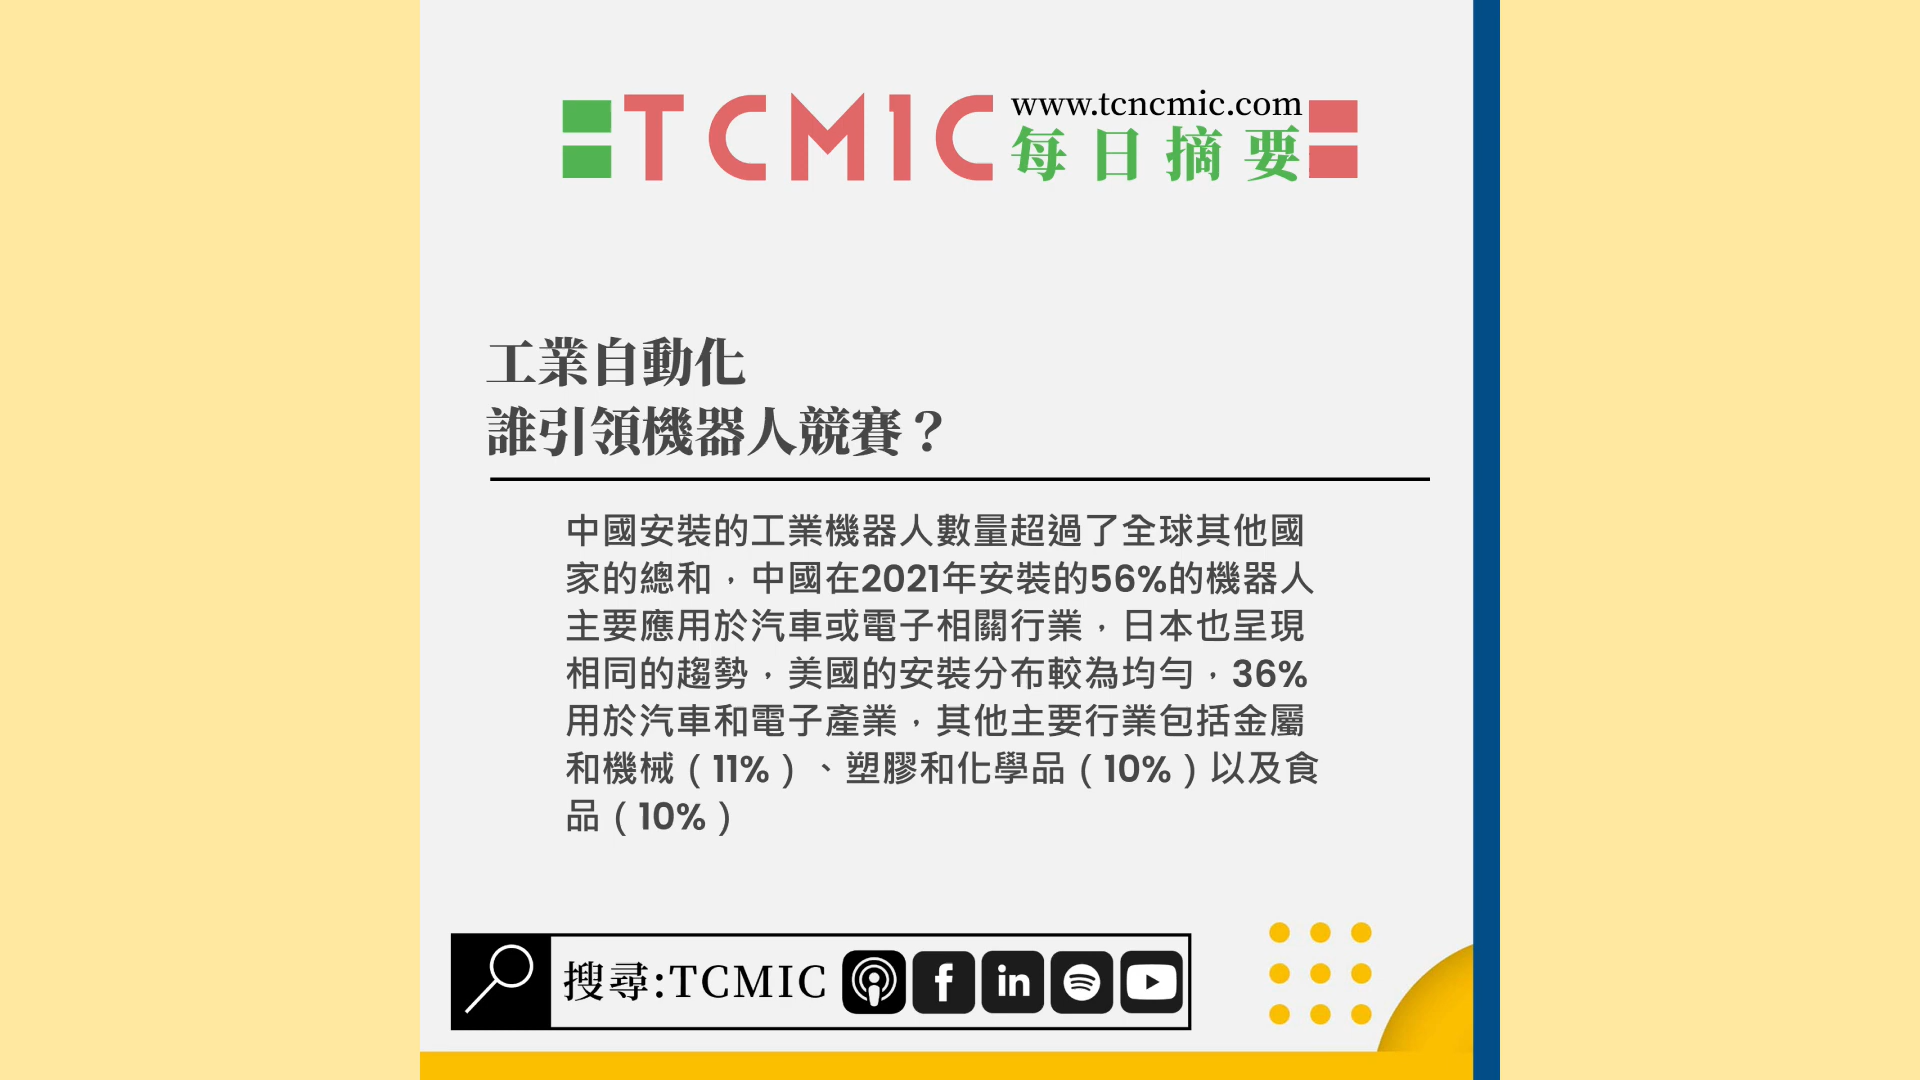 TCMIC
www.tcncmic.com
每日摘要
工業自動化
誰引領機器人競賽？
中國安裝的工業機器人數量超過了全球其他國
家的總和，中國在2021年安裝的56%的機器人
主要應用於汽車或電子相關行業，日本也呈現
相同的趨勢，美國的安裝分布較為均勻，36%
用於汽車和電子產業，其他主要行業包括金屬
和機械（11%）、塑膠和化學品（10%）以及食
品（10%）
搜尋:TCMIC